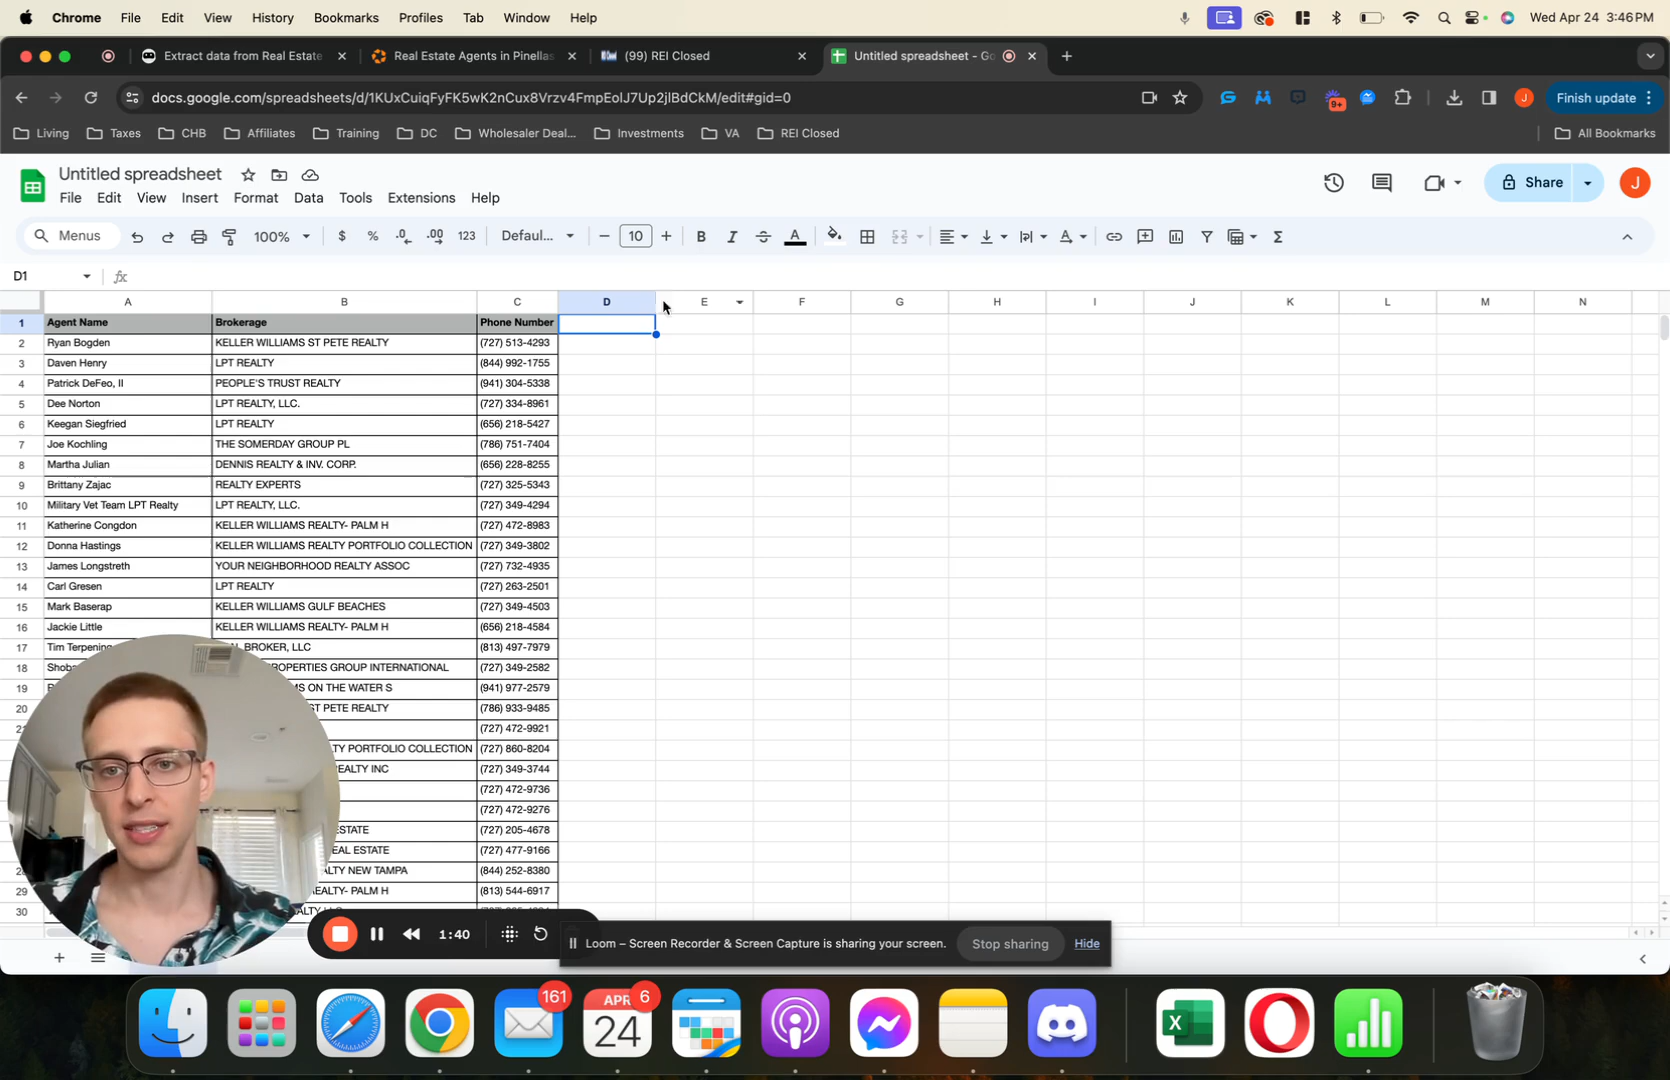 Chrome File Edit View History Bookmarks Profiles Tab Window Help Wed Apr 24 3:46 PM
Extract data from Real Estate Real Estate Agents in Pinellas (99) REI Closed Untitled spreadsheet - Go
docs.google.com/spreadsheets/d/1KUxCuiqFyFK5wK2nCux8Vrzv4FmpEolJ7Up2jlBdCkM/edit#gid=0 9+ J Finish update
Living Taxes CHB Affiliates Training DC Wholesaler Deal... Investments VA REI Closed All Bookmarks
Untitled spreadsheet
File Edit View Insert Format Data Tools Extensions Help Share J
Menus 100% $ % .0 .00 123 Defaul... 10 B I A
D1 fx
A B C D E F G H I J K L M N
1 Agent Name Brokerage Phone Number
2 Ryan Bogden KELLER WILLIAMS ST PETE REALTY (727) 513-4293
3 Daven Henry LPT REALTY (844) 992-1755
4 Patrick DeFeo, II PEOPLE'S TRUST REALTY (941) 304-5338
5 Dee Norton LPT REALTY, LLC. (727) 334-8961
6 Keegan Siegfried LPT REALTY (656) 218-5427
7 Joe Kochling THE SOMERDAY GROUP PL (786) 751-7404
8 Martha Julian DENNIS REALTY & INV. CORP. (656) 228-8255
9 Brittany Zajac REALTY EXPERTS (727) 325-5343
10 Military Vet Team LPT Realty LPT REALTY, LLC. (727) 349-4294
11 Katherine Congdon KELLER WILLIAMS REALTY- PALM H (727) 472-8983
12 Donna Hastings KELLER WILLIAMS REALTY PORTFOLIO COLLECTION (727) 349-3802
13 James Longstreth YOUR NEIGHBORHOOD REALTY ASSOC (727) 732-4935
14 Carl Gresen LPT REALTY (727) 263-2501
15 Mark Baserap KELLER WILLIAMS GULF BEACHES (727) 349-4503
16 Jackie Little KELLER WILLIAMS REALTY- PALM H (656) 218-4584
17 Tim Terpening BROKER, LLC (813) 497-7979
18 Shoba PROPERTIES GROUP INTERNATIONAL (727) 349-2582
19 ON THE WATER S (941) 977-2579
20 ST PETE REALTY (786) 933-9485
(727) 472-9921
PORTFOLIO COLLECTION (727) 860-8204
REALTY INC (727) 349-3744
(727) 472-9736
(727) 472-9276
ESTATE (727) 205-4678
REAL ESTATE (727) 477-9166
NEW TAMPA (844) 252-8380
29 REALTY- PALM H (813) 544-6917
30
1:40
Loom – Screen Recorder & Screen Capture is sharing your screen. Stop sharing Hide
161 APR 6 24